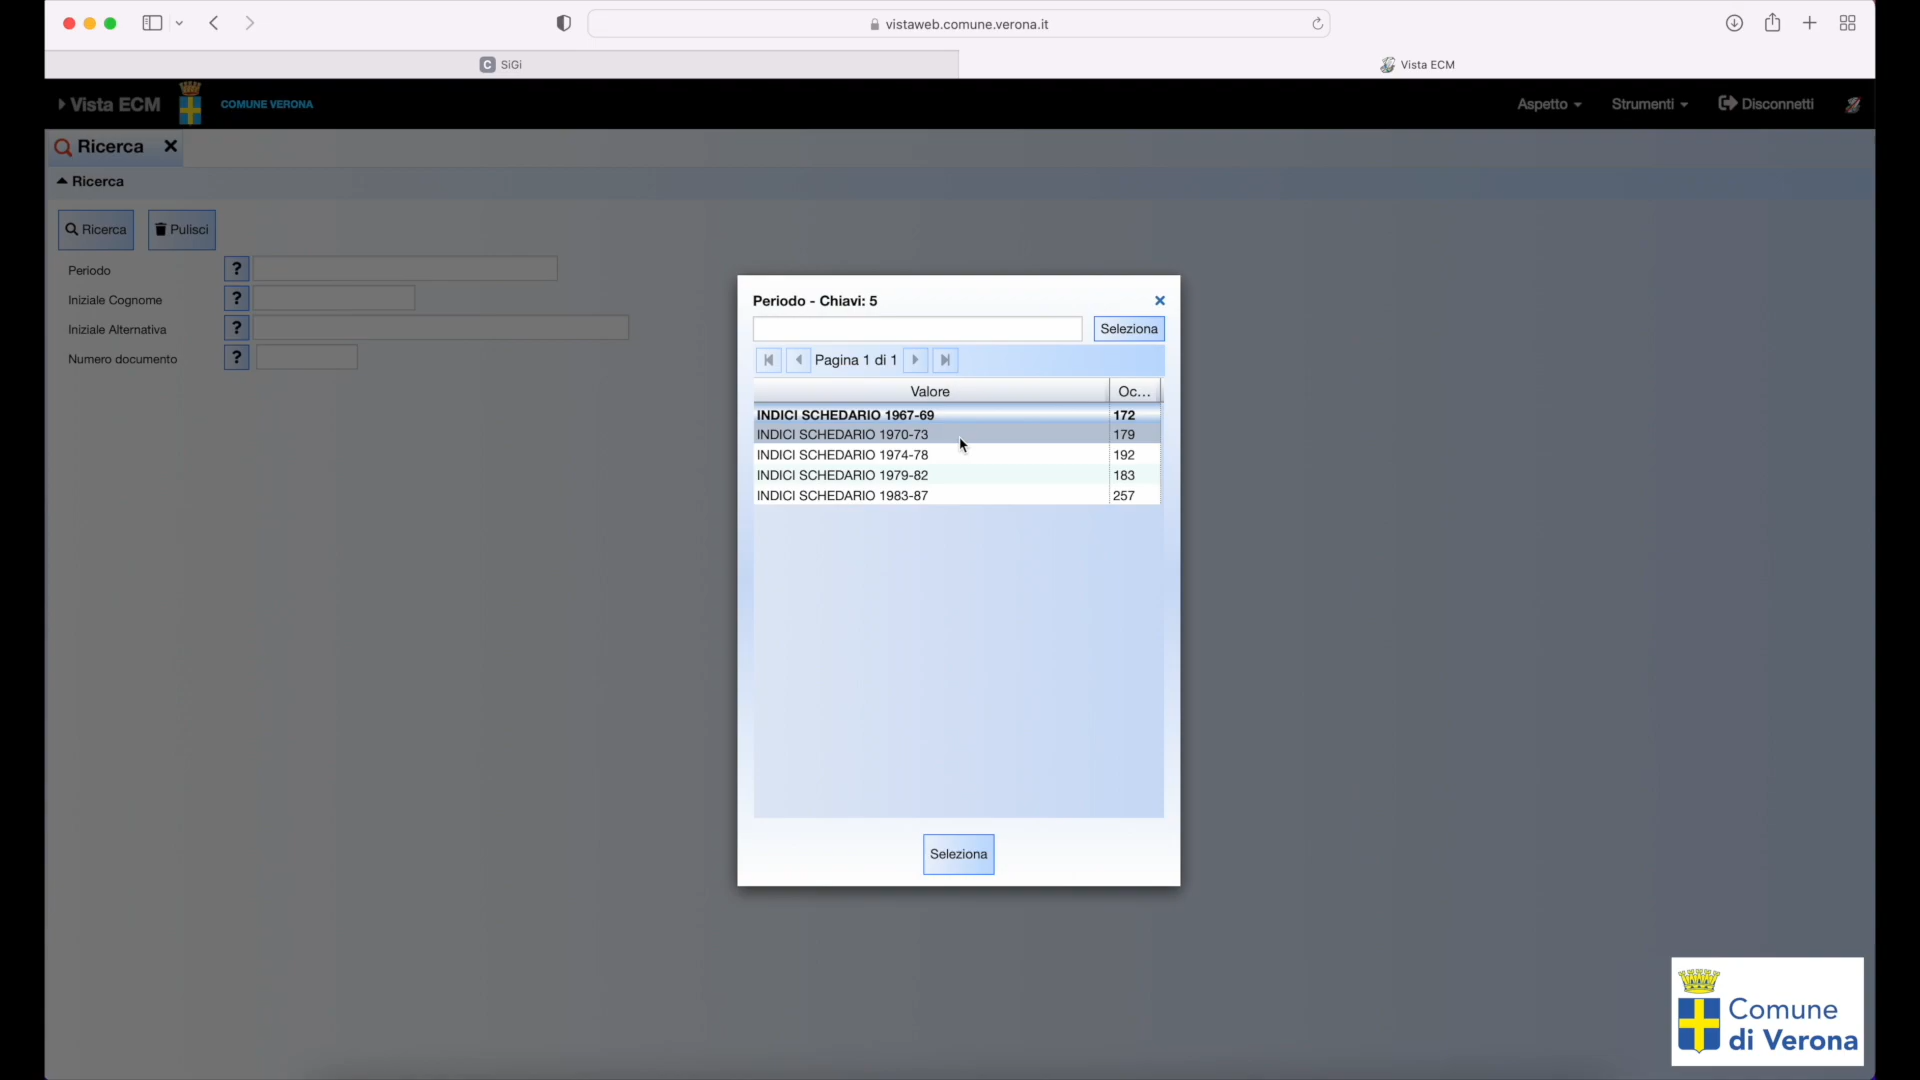 vistaweb.comune.verona.it
C SiGi
Vista ECM
Vista ECM
COMUNE VERONA
Aspetto
Strumenti
Disconnetti
Ricerca
Ricerca
Ricerca
Pulisci
Periodo ?
Iniziale Cognome ?
Iniziale Alternativa ?
Numero documento ?
Periodo - Chiavi: 5
Seleziona
Pagina 1 di 1
Valore Oc...
INDICI SCHEDARIO 1967-69 172
INDICI SCHEDARIO 1970-73 179
INDICI SCHEDARIO 1974-78 192
INDICI SCHEDARIO 1979-82 183
INDICI SCHEDARIO 1983-87 257
Seleziona
Comune
di Verona